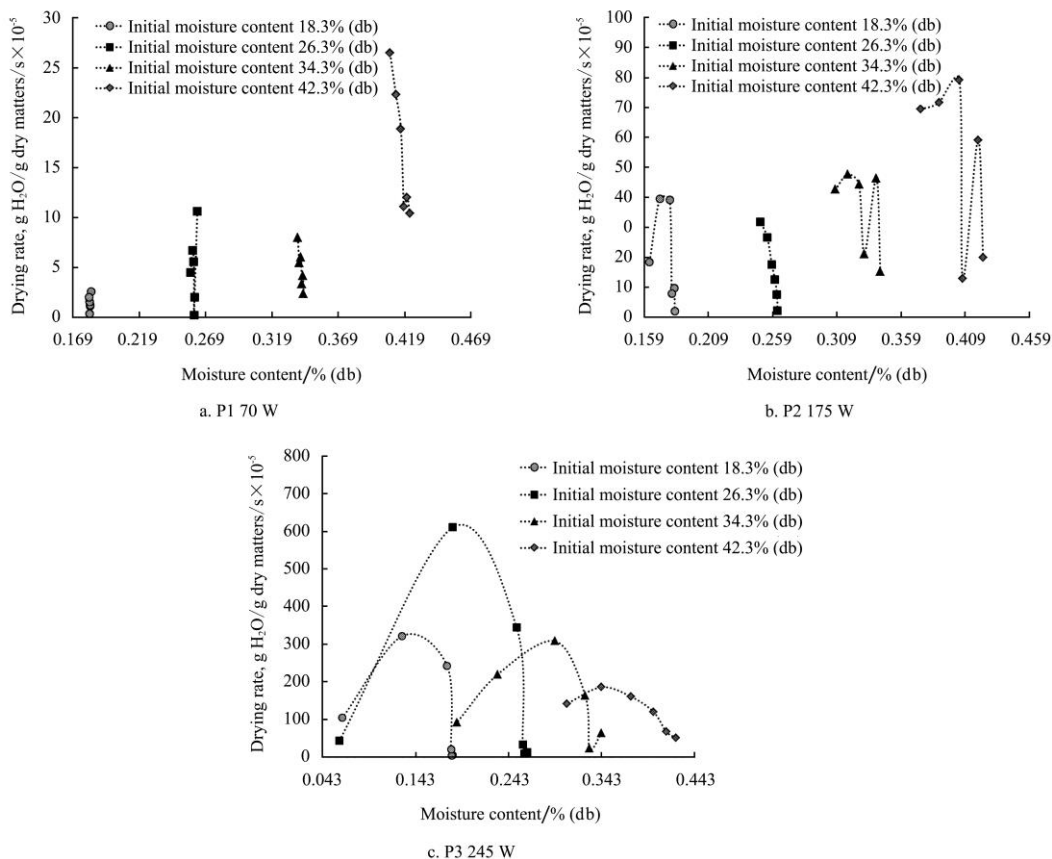 30
25
20
15
10
5
0
Drying rate, g H₂O/g dry matters/s×10⁻⁵
Initial moisture content 18.3% (db)
Initial moisture content 26.3% (db)
Initial moisture content 34.3% (db)
Initial moisture content 42.3% (db)
0.169 0.219 0.269 0.319 0.369 0.419 0.469
Moisture content/% (db)
a. P1 70 W
100
90
80
70
60
50
40
0
20
10
0
Drying rate, g H₂O/g dry matters/s×10⁻⁵
Initial moisture content 18.3% (db)
Initial moisture content 26.3% (db)
Initial moisture content 34.3% (db)
Initial moisture content 42.3% (db)
0.159 0.209 0.259 0.309 0.359 0.409 0.459
Moisture content/% (db)
b. P2 175 W
800
700
600
500
400
300
200
100
0
Drying rate, g H₂O/g dry matters/s×10⁻⁵
Initial moisture content 18.3% (db)
Initial moisture content 26.3% (db)
Initial moisture content 34.3% (db)
Initial moisture content 42.3% (db)
0.043 0.143 0.243 0.343 0.443
Moisture content/% (db)
c. P3 245 W